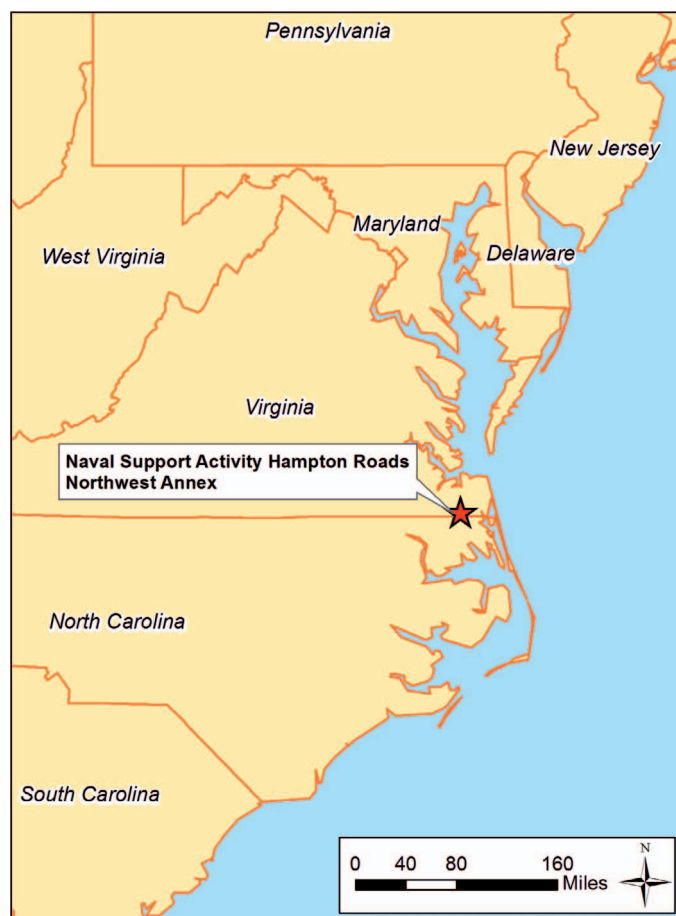 Pennsylvania
New Jersey
Maryland
West Virginia
Delaware
Virginia
Naval Support Activity Hampton Roads
Northwest Annex
North Carolina
South Carolina
N
0 40 80 160
Miles